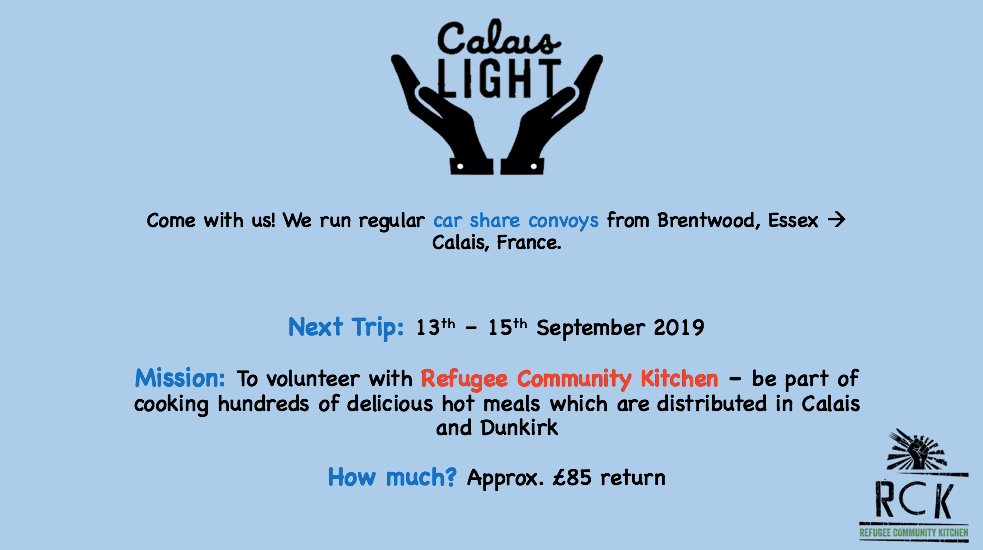 Calais
LIGHT
Come with us! We run regular car share convoys from Brentwood, Essex →
Calais, France.
Next Trip: 13th – 15th September 2019
Mission: To volunteer with Refugee Community Kitchen – be part of
cooking hundreds of delicious hot meals which are distributed in Calais
and Dunkirk
How much? Approx. £85 return
RCK
REFUGEE COMMUNITY KITCHEN